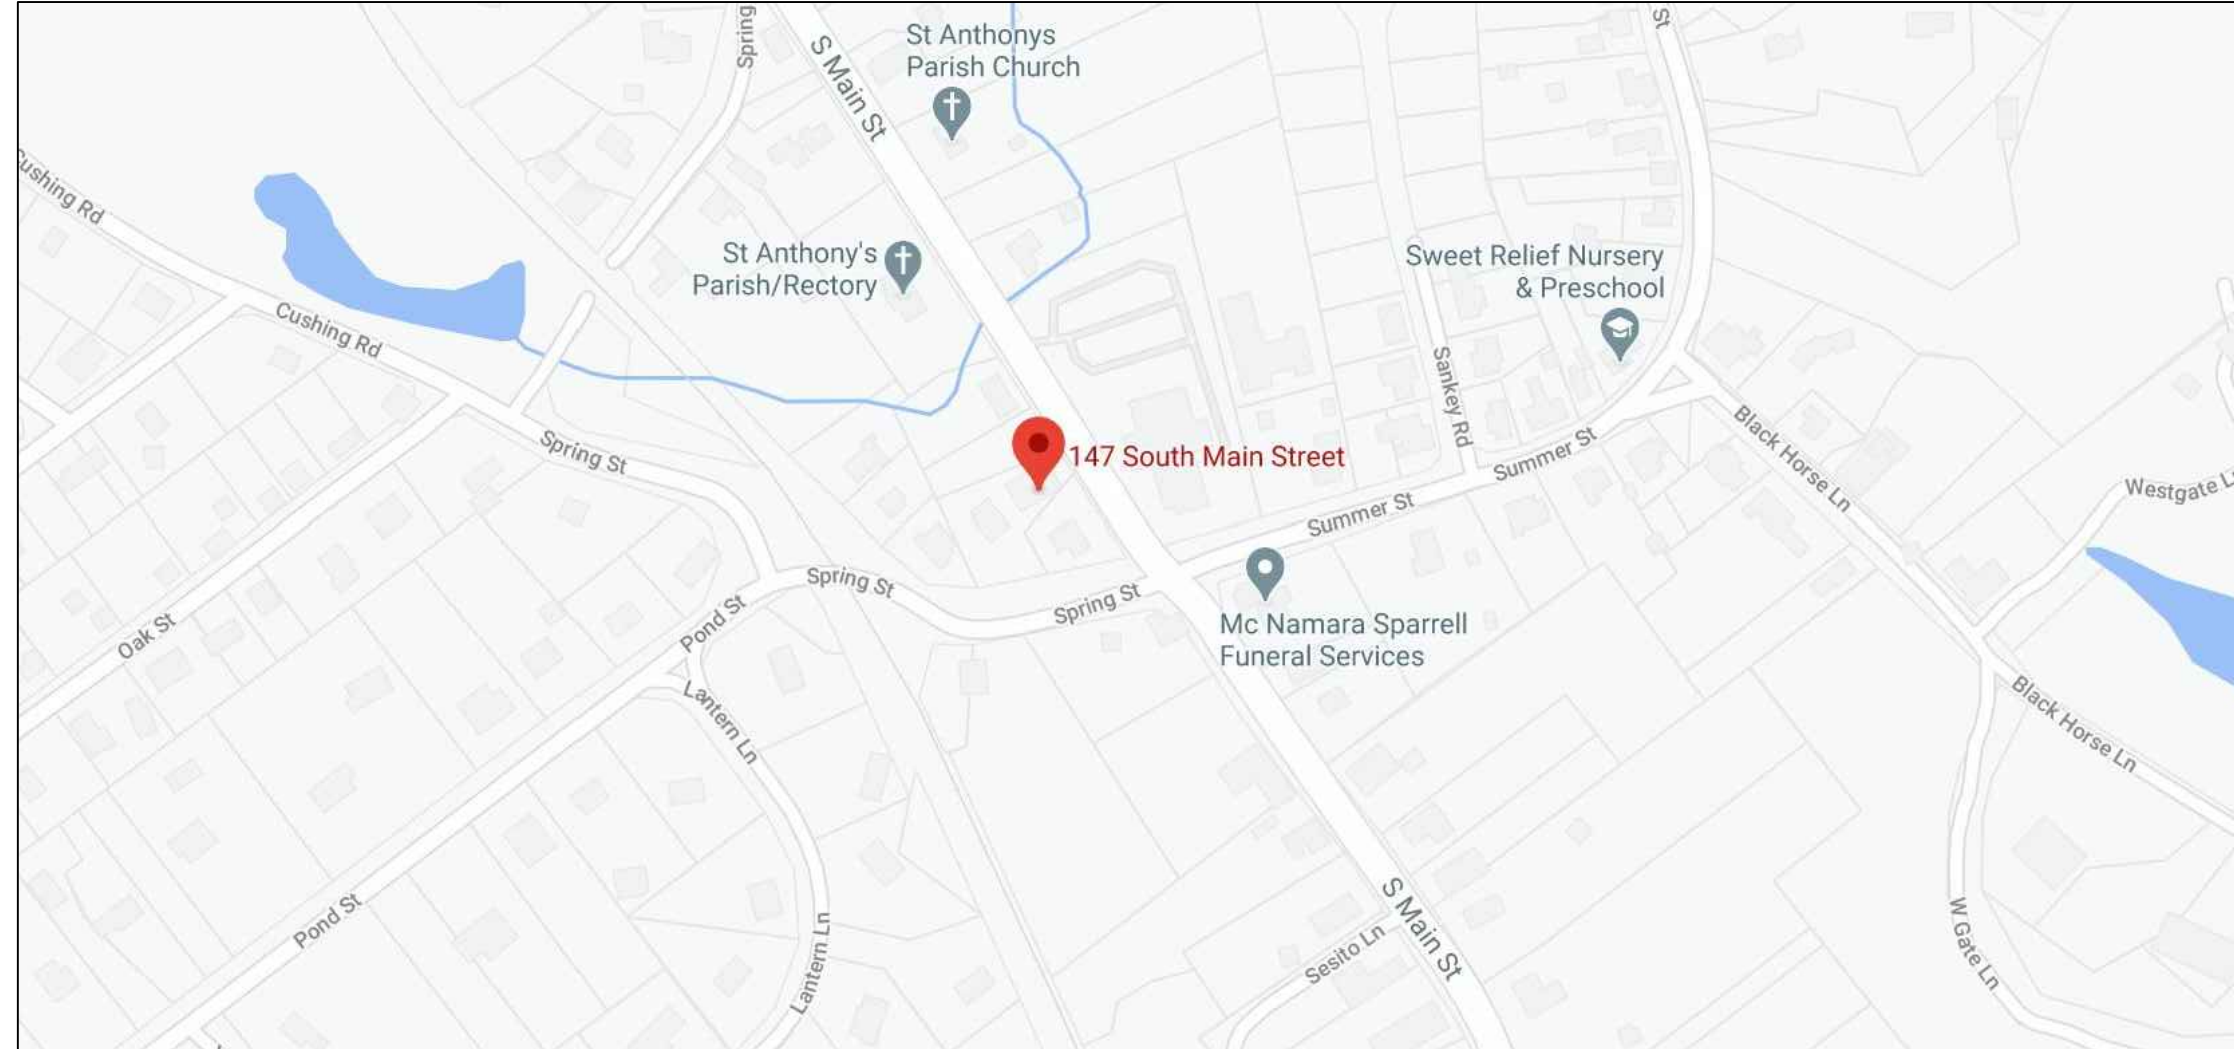 Spring
S Main St
St Anthonys
Parish Church
St
Cushing Rd
St Anthony's
Parish/Rectory
Sweet Relief Nursery
& Preschool
Cushing Rd
Sankey Rd
Spring St
147 South Main Street
Summer St
Black Horse Ln
Westgate L
Summer St
Spring St
Spring St
Pond St
Oak St
Mc Namara Sparrell
Funeral Services
Lantern Ln
Black Horse Ln
Pond St
Lantern Ln
S Main St
Sesito Ln
W Gate Ln